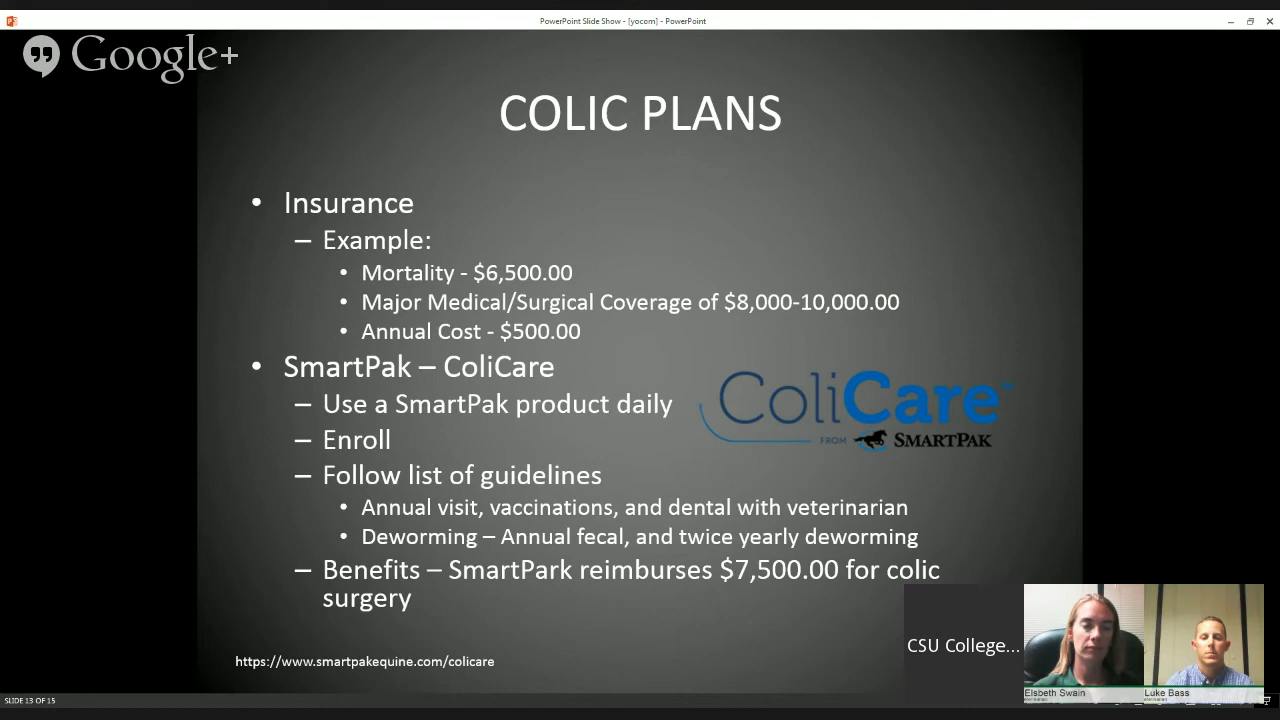 PowerPoint Slide Show - [yocom] - PowerPoint
Google+
COLIC PLANS
• Insurance
– Example:
• Mortality - $6,500.00
• Major Medical/Surgical Coverage of $8,000-10,000.00
• Annual Cost - $500.00
• SmartPak – ColiCare
– Use a SmartPak product daily
ColiCare™
– Enroll
FROM SMARTPAK
– Follow list of guidelines
• Annual visit, vaccinations, and dental with veterinarian
• Deworming – Annual fecal, and twice yearly deworming
– Benefits – SmartPark reimburses $7,500.00 for colic
surgery
CSU College...
https://www.smartpakequine.com/colicare
Elsbeth Swain
Luke Bass
SLIDE 13 OF 15